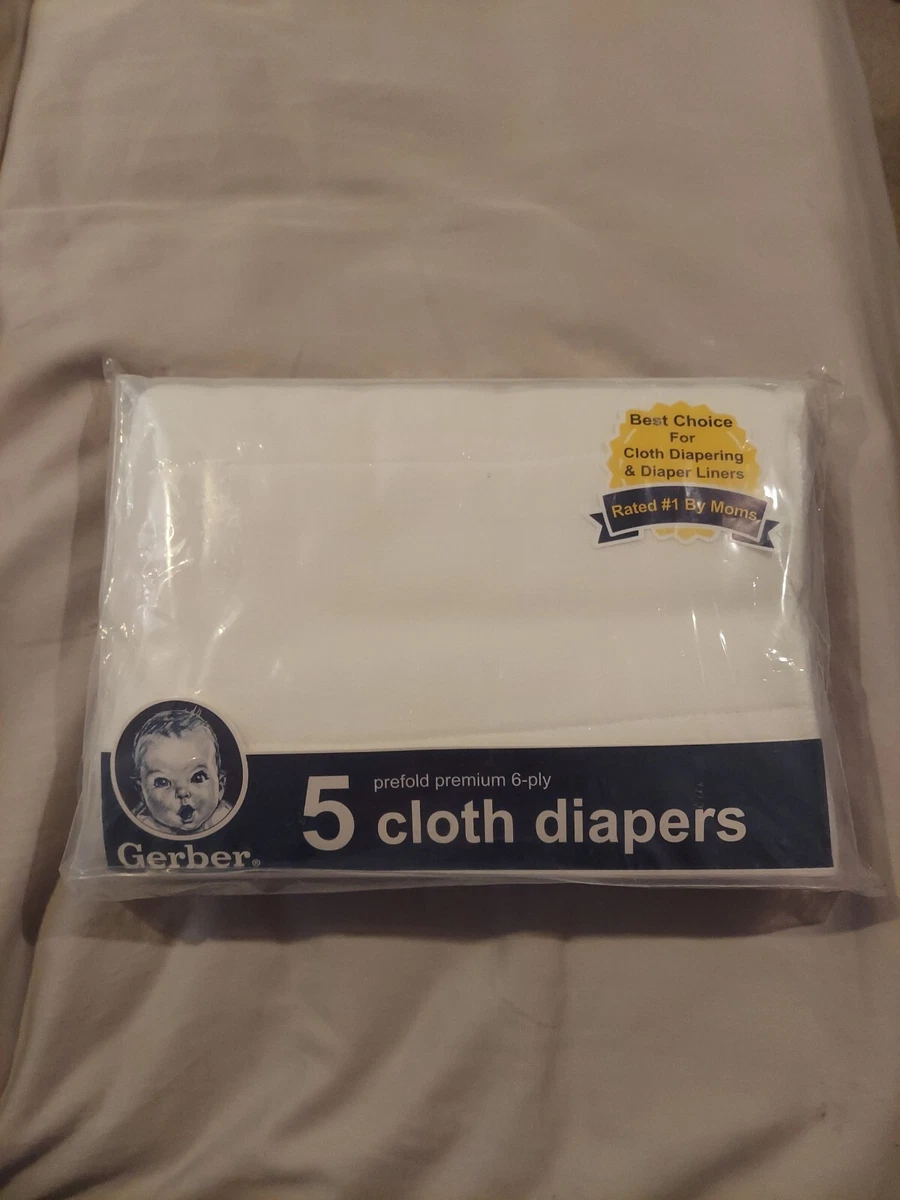 Best Choice
For
Cloth Diapering
& Diaper Liners
Rated #1 By Moms
Gerber®
5
prefold premium 6-ply
cloth diapers